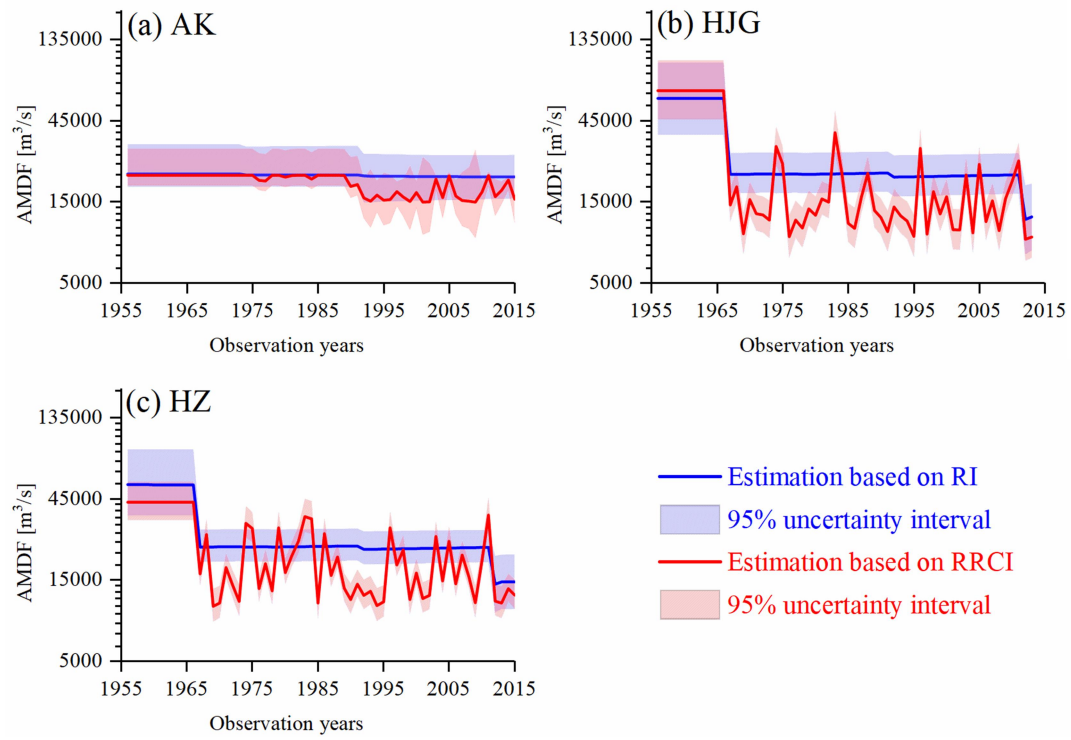 (a) AK
135000
45000
15000
5000
AMDF [m³/s]
1955 1965 1975 1985 1995 2005 2015
Observation years
(b) HJG
135000
45000
15000
5000
AMDF [m³/s]
1955 1965 1975 1985 1995 2005 2015
Observation years
(c) HZ
135000
45000
15000
5000
AMDF [m³/s]
1955 1965 1975 1985 1995 2005 2015
Observation years
Estimation based on RI
95% uncertainty interval
Estimation based on RRCI
95% uncertainty interval